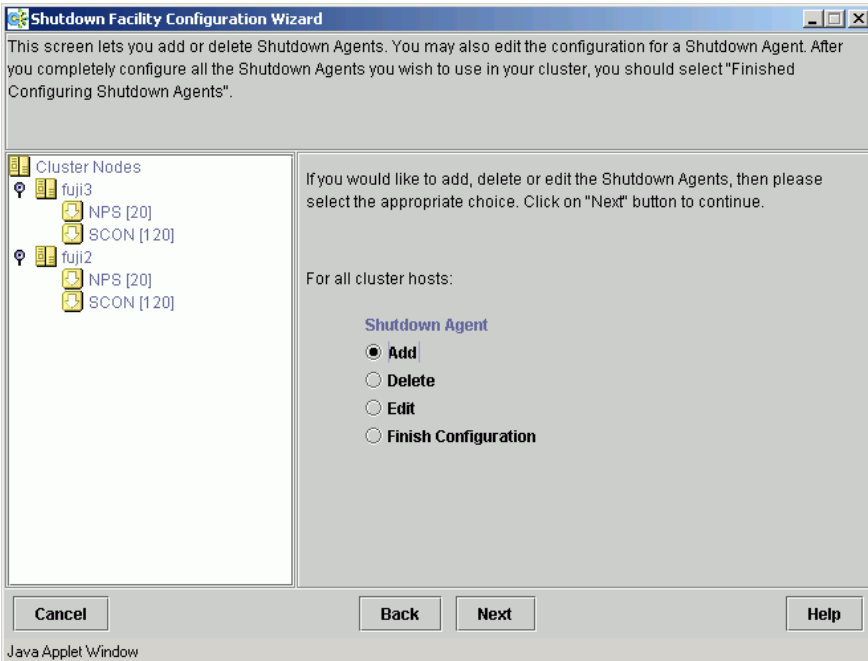 Shutdown Facility Configuration Wizard
This screen lets you add or delete Shutdown Agents. You may also edit the configuration for a Shutdown Agent. After
you completely configure all the Shutdown Agents you wish to use in your cluster, you should select "Finished
Configuring Shutdown Agents".
Cluster Nodes
fuji3
NPS [20]
SCON [120]
fuji2
NPS [20]
SCON [120]
If you would like to add, delete or edit the Shutdown Agents, then please
select the appropriate choice. Click on "Next" button to continue.
For all cluster hosts:
Shutdown Agent
Add
Delete
Edit
Finish Configuration
Cancel
Back
Next
Help
Java Applet Window